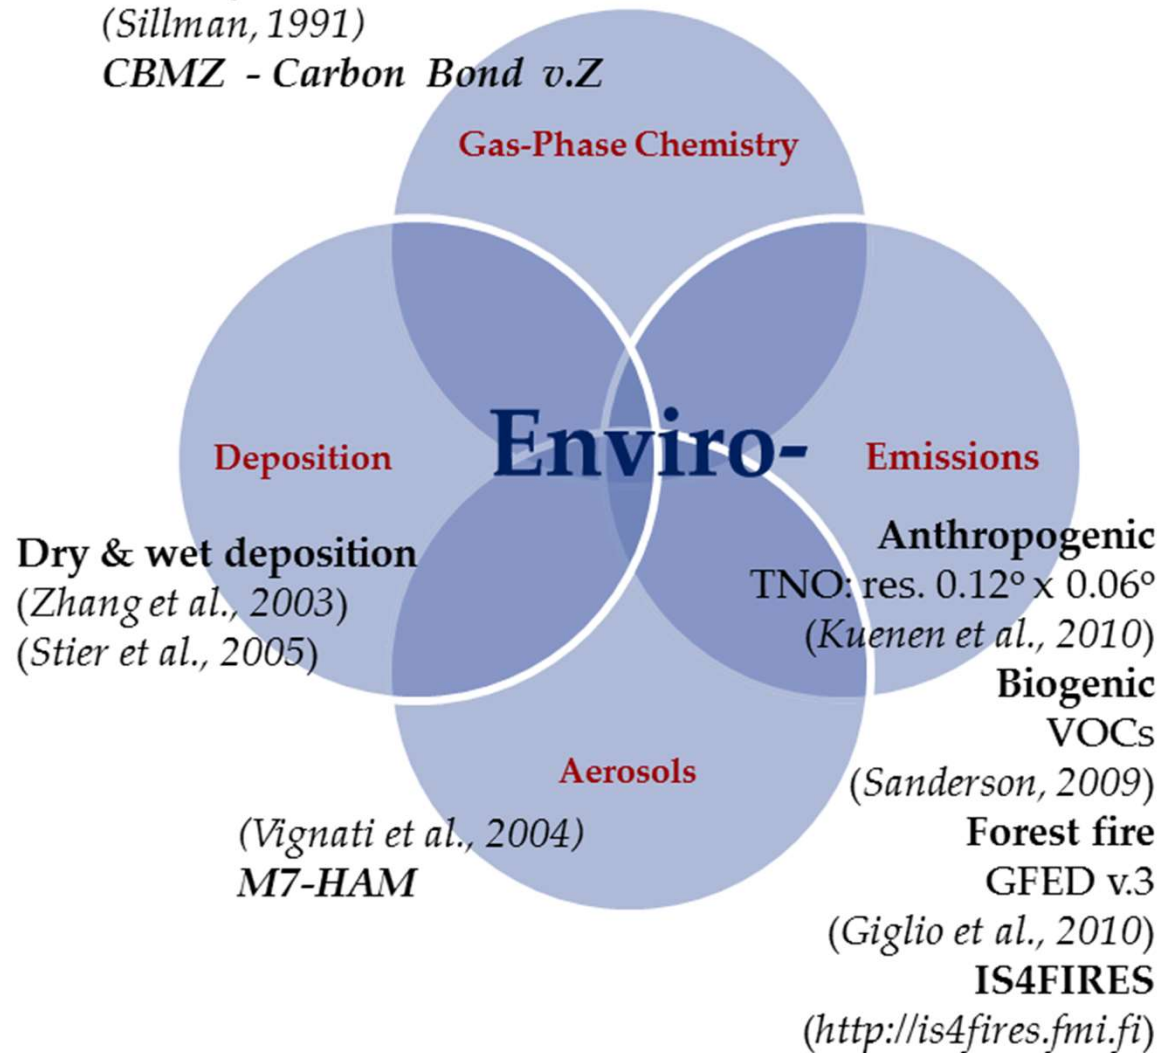 (Sillman, 1991)
CBMZ - Carbon Bond v.Z
Gas-Phase Chemistry
Deposition
Enviro-
Emissions
Dry & wet deposition
(Zhang et al., 2003)
(Stier et al., 2005)
Anthropogenic
TNO: res. 0.12º x 0.06º
(Kuenen et al., 2010)
Biogenic
VOCs
(Sanderson, 2009)
Forest fire
GFED v.3
(Giglio et al., 2010)
IS4FIRES
(http://is4fires.fmi.fi)
Aerosols
(Vignati et al., 2004)
M7-HAM